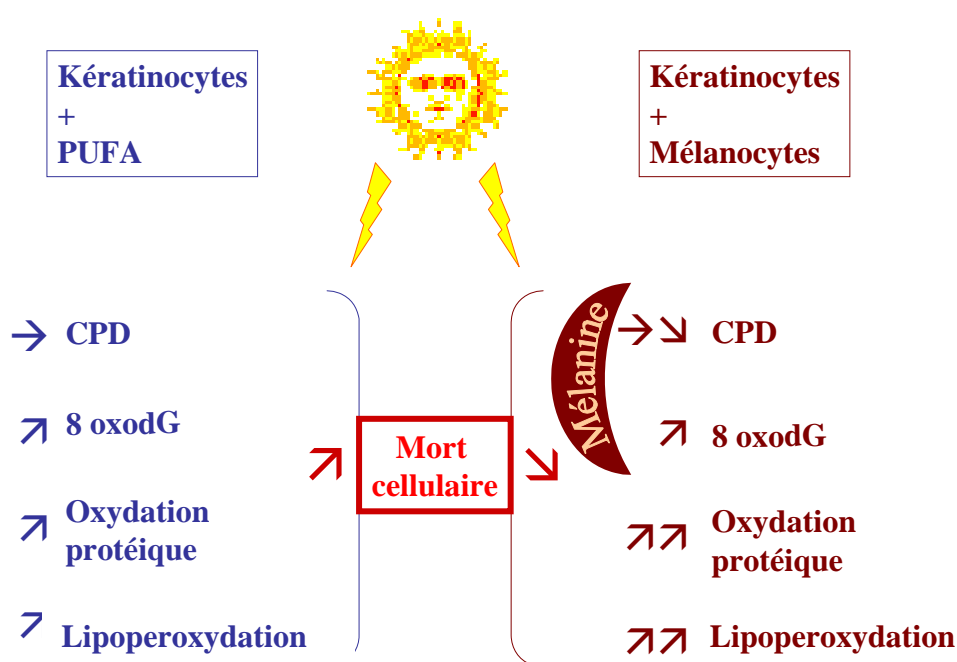 Kératinocytes
+
PUFA
Kératinocytes
+
Mélanocytes
→ CPD
↗ 8 oxodG
↗ Oxydation
protéique
↗ Lipoperoxydation
↗ Mort
cellulaire ↘
Mélanine
→↘ CPD
↗ 8 oxodG
↗↗ Oxydation
protéique
↗↗ Lipoperoxydation